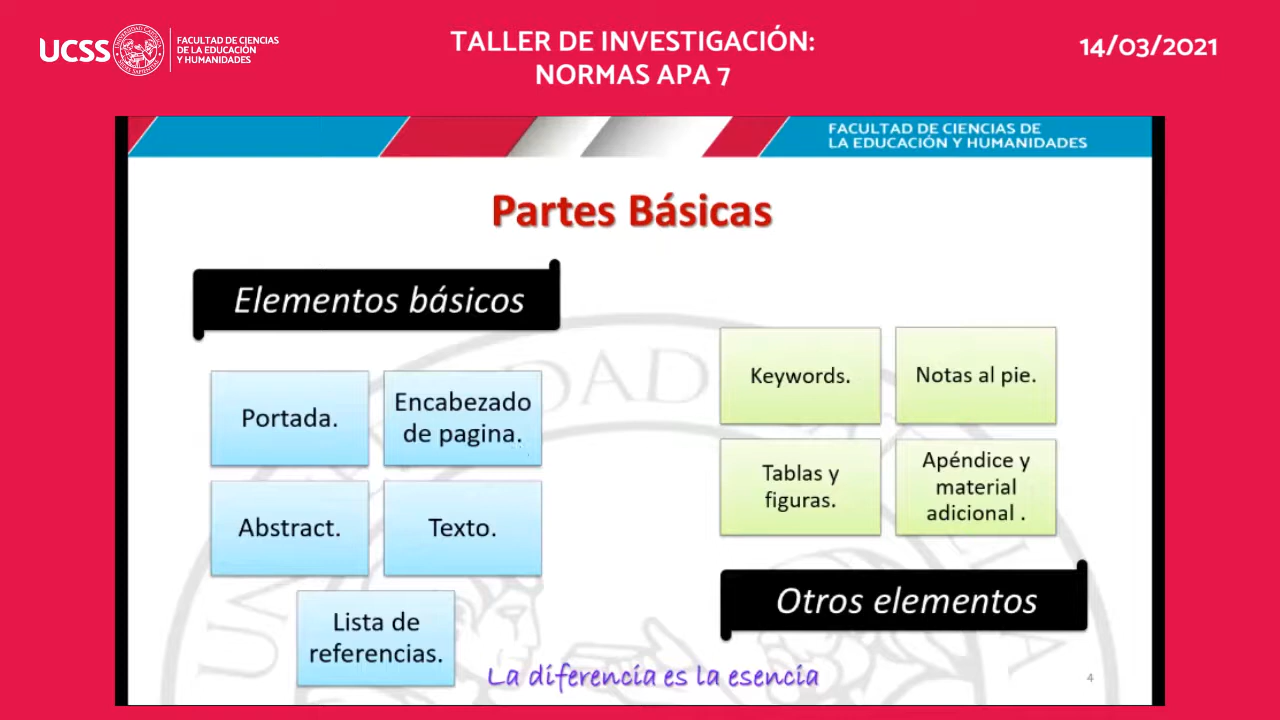 UCSS
FACULTAD DE CIENCIAS
DE LA EDUCACIÓN
Y HUMANIDADES
TALLER DE INVESTIGACIÓN:
NORMAS APA 7
14/03/2021
FACULTAD DE CIENCIAS DE
LA EDUCACIÓN Y HUMANIDADES
Partes Básicas
Elementos básicos
Portada.
Encabezado
de pagina.
Abstract.
Texto.
Lista de
referencias.
Keywords.
Notas al pie.
Tablas y
figuras.
Apéndice y
material
adicional .
Otros elementos
La diferencia es la esencia
4